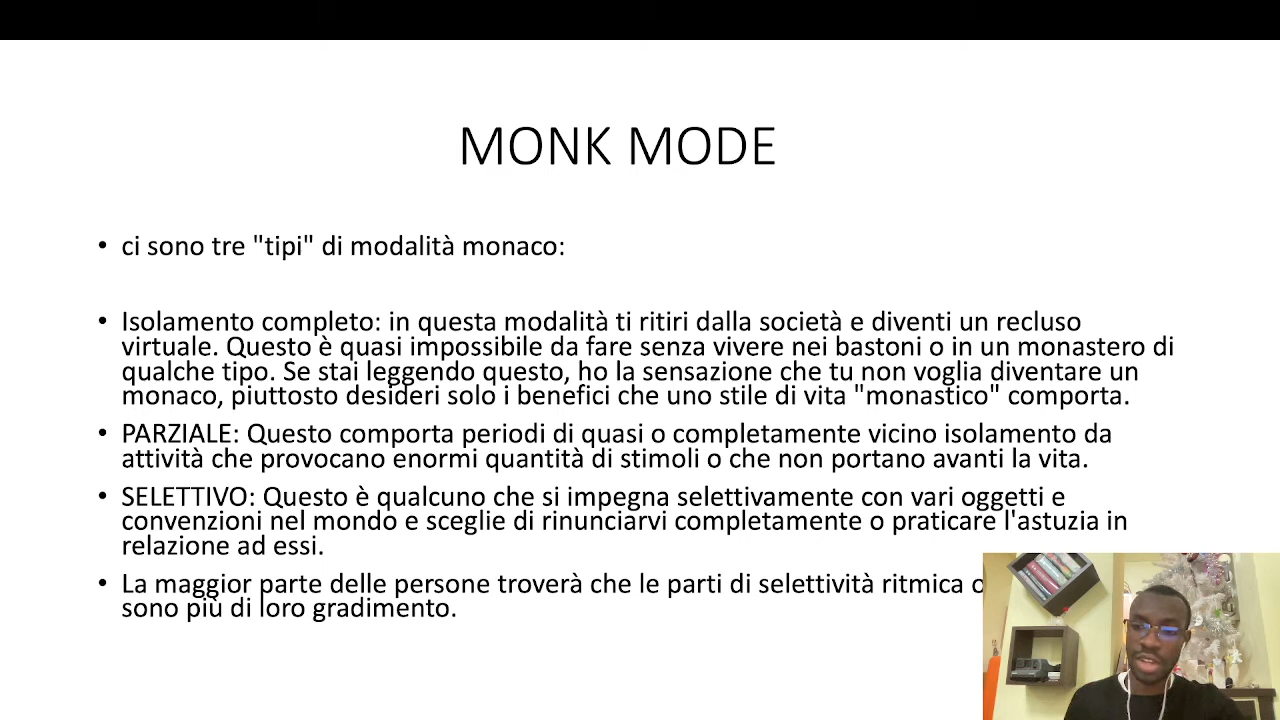 MONK MODE
• ci sono tre "tipi" di modalità monaco:
• Isolamento completo: in questa modalità ti ritiri dalla società e diventi un recluso
virtuale. Questo è quasi impossibile da fare senza vivere nei bastoni o in un monastero di
qualche tipo. Se stai leggendo questo, ho la sensazione che tu non voglia diventare un
monaco, piuttosto desideri solo i benefici che uno stile di vita "monastico" comporta.
• PARZIALE: Questo comporta periodi di quasi o completamente vicino isolamento da
attività che provocano enormi quantità di stimoli o che non portano avanti la vita.
• SELETTIVO: Questo è qualcuno che si impegna selettivamente con vari oggetti e
convenzioni nel mondo e sceglie di rinunciarvi completamente o praticare l'astuzia in
relazione ad essi.
• La maggior parte delle persone troverà che le parti di selettività ritmica o
sono più di loro gradimento.